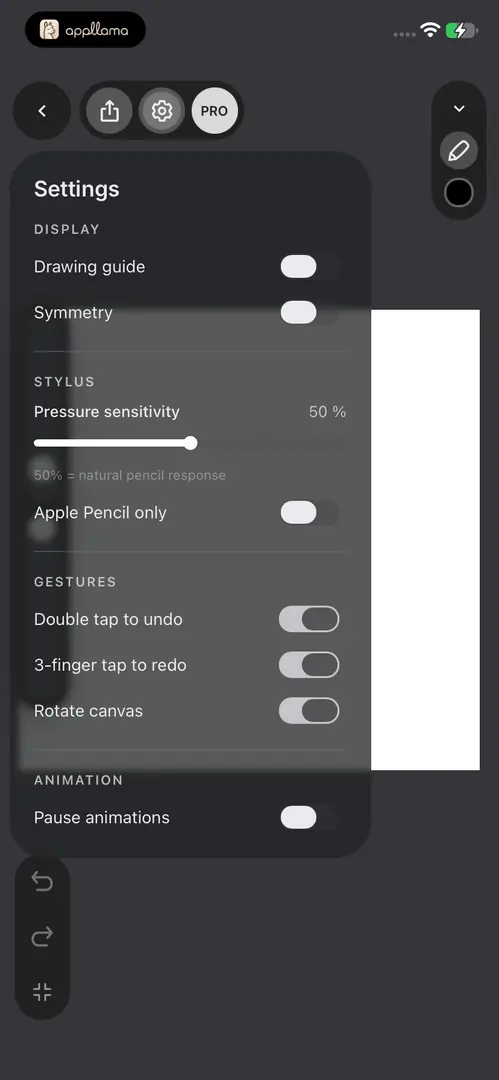 appllama
PRO
Settings
DISPLAY
Drawing guide
Symmetry
STYLUS
Pressure sensitivity 50 %
50% = natural pencil response
Apple Pencil only
GESTURES
Double tap to undo
3-finger tap to redo
Rotate canvas
ANIMATION
Pause animations